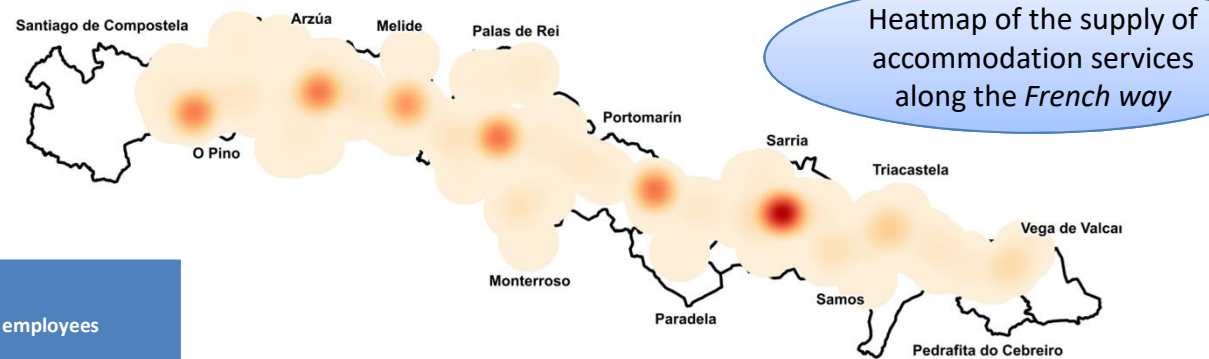 Heatmap of the supply of
accommodation services
along the French way
Santiago de Compostela
Arzúa
Melide
Palas de Rei
O Pino
Portomarín
Sarria
Triacastela
Vega de Valcar
Monterroso
Paradela
Samos
Pedrafita do Cebreiro
employees